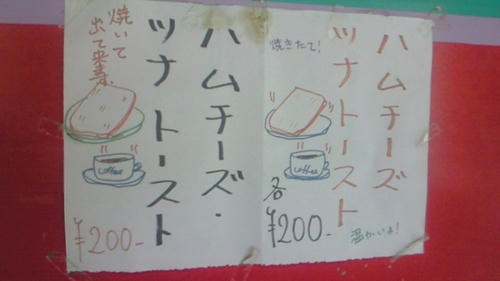 ハムチーズ
ツナトースト
焼きたて!
coffee
各
¥200-
温かいよ!
ハムチーズ・
ツナ トースト
焼いて
出て来ます
coffee
¥200-